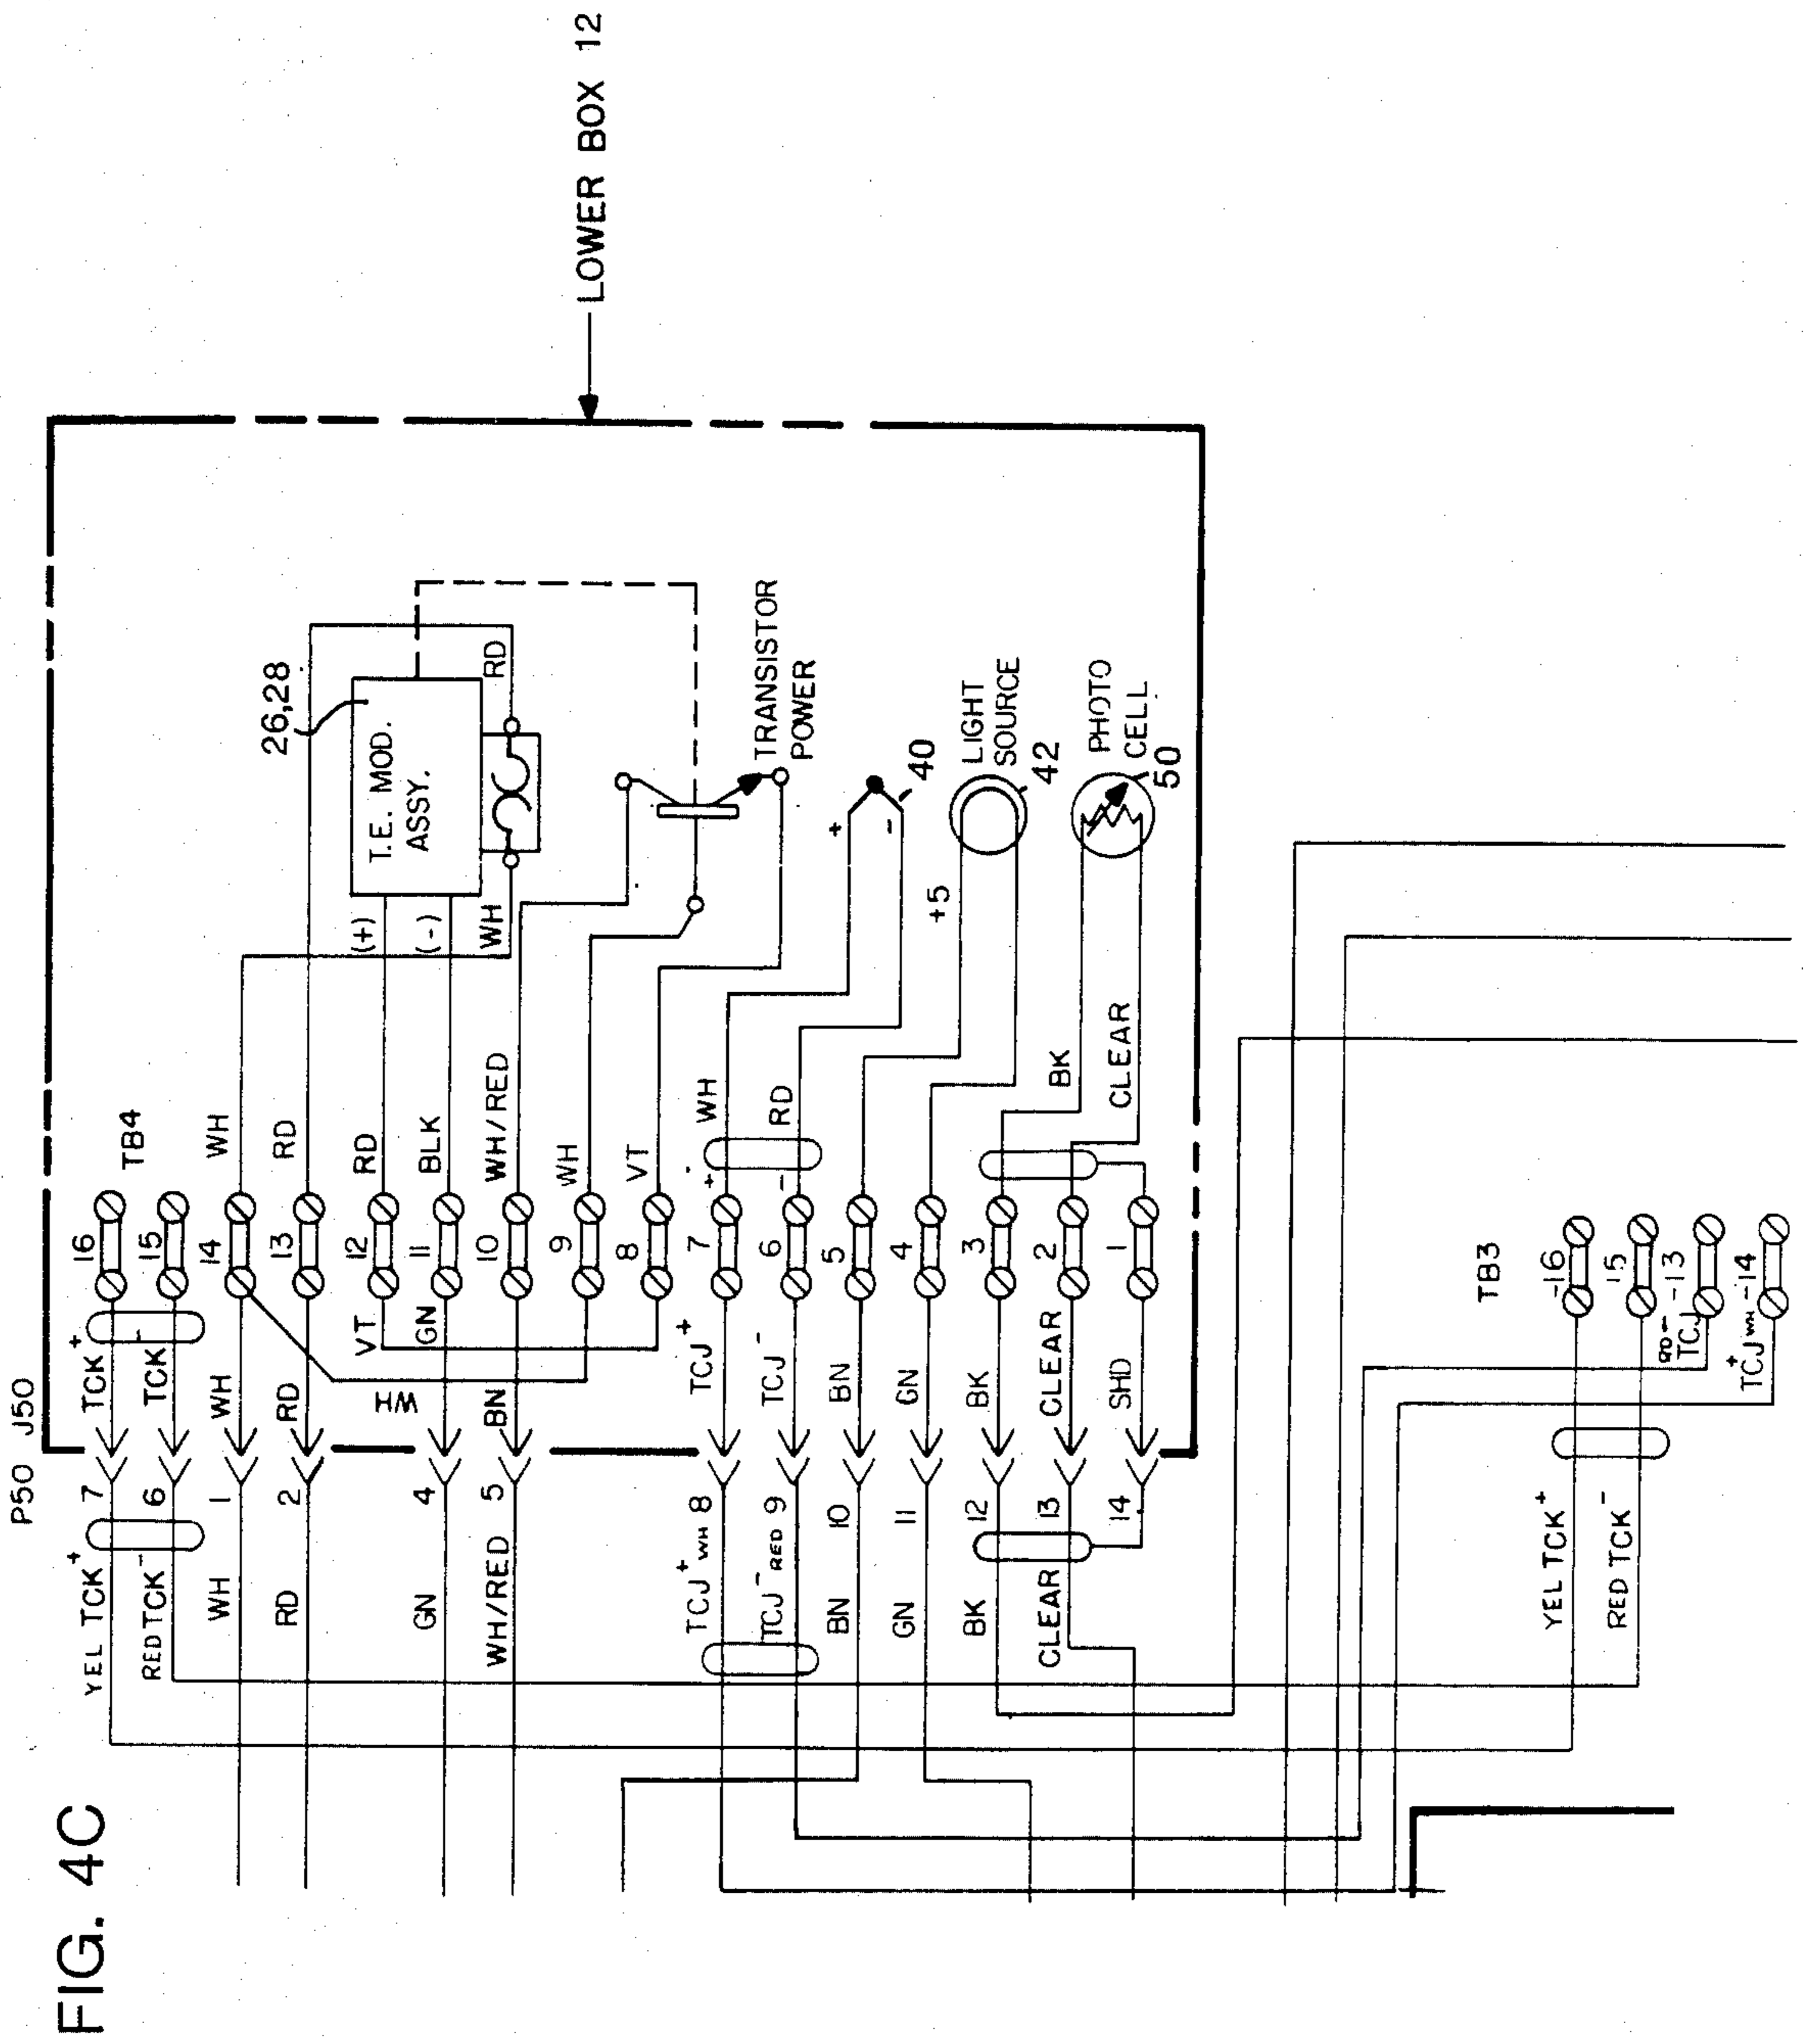 FIG. 4C
P50 J50
TB4
LOWER BOX 12
YEL TCK+ 7 TCK+ 16
RED TCK- 6 TCK- 15
WH 1 WH 14 WH
RD 2 RD 13 RD
VT 12 RD (+)
GN 4 GN 11 BLK (-)
WH/RED 5 BN 10 WH/RED
WH 9 WH
8 VT
26,28
T.E. MOD.
ASSY.
WH
RD
TRANSISTOR
POWER
TCJ+ WH 8 TCJ+ 7 + WH +
TCJ- RED 9 TCJ- 6 - RD -
40
BN 10 BN 5 +5
GN 11 GN 4
LIGHT
SOURCE
42
BK 12 BK 3 BK
CLEAR 13 CLEAR 2 CLEAR
14 SHD 1
PHOTO
CELL
50
TB3
YEL TCK+ -16
RED TCK- 15
RD - TCJ -13
TCJ+ WH -14